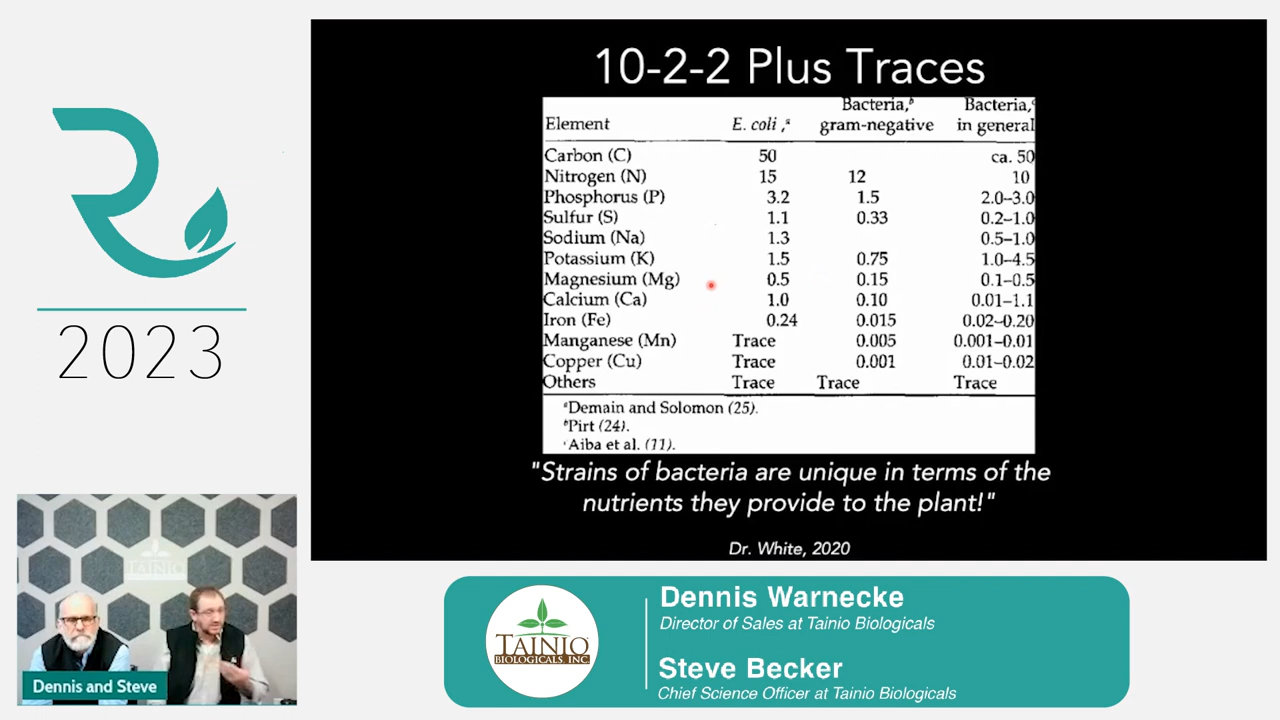 2023
10-2-2 Plus Traces
Element E. coli,ᵃ Bacteria,ᵇ gram-negative Bacteria,ᶜ in general
Carbon (C) 50 ca. 50
Nitrogen (N) 15 12 10
Phosphorus (P) 3.2 1.5 2.0–3.0
Sulfur (S) 1.1 0.33 0.2–1.0
Sodium (Na) 1.3 0.5–1.0
Potassium (K) 1.5 0.75 1.0–4.5
Magnesium (Mg) 0.5 0.15 0.1–0.5
Calcium (Ca) 1.0 0.10 0.01–1.1
Iron (Fe) 0.24 0.015 0.02–0.20
Manganese (Mn) Trace 0.005 0.001–0.01
Copper (Cu) Trace 0.001 0.01–0.02
Others Trace Trace Trace
ᵃDemain and Solomon (25).
ᵇPirt (24).
ᶜAiba et al. (11).
"Strains of bacteria are unique in terms of the
nutrients they provide to the plant!"
Dr. White, 2020
TAINIO
Dennis and Steve
TAINIO
BIOLOGICALS, INC
Dennis Warnecke
Director of Sales at Tainio Biologicals
Steve Becker
Chief Science Officer at Tainio Biologicals